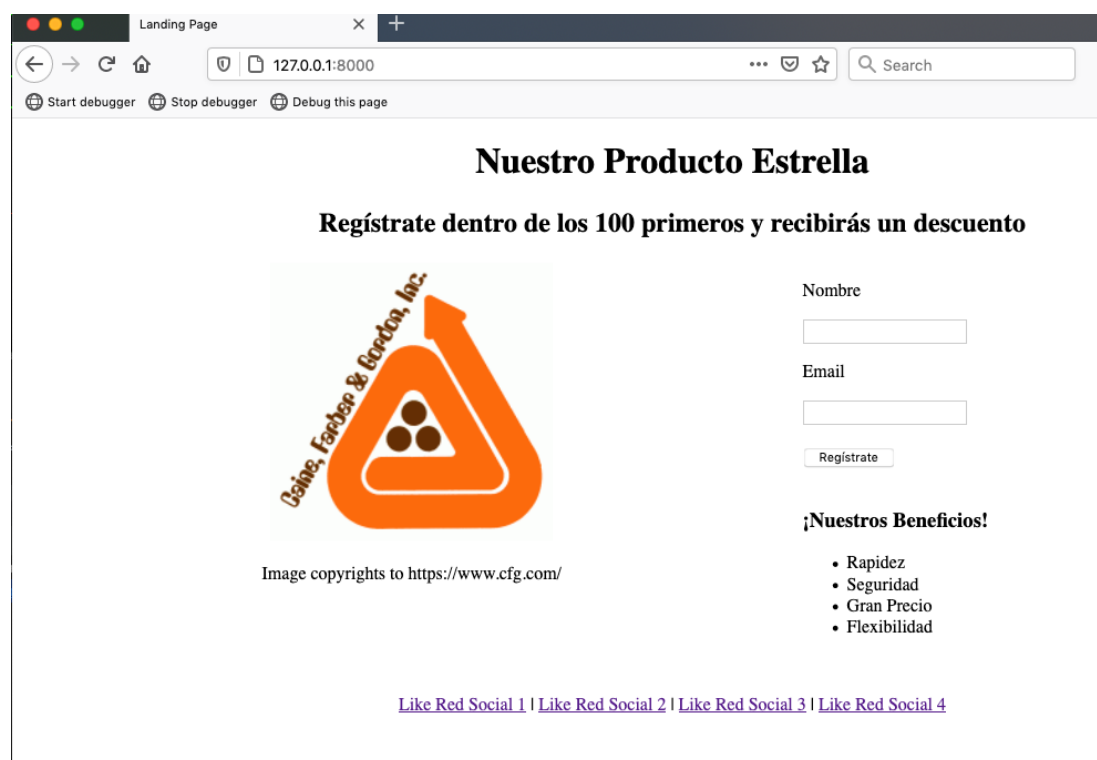 Landing Page
127.0.0.1:8000
Search
Start debugger Stop debugger Debug this page
Nuestro Producto Estrella
Regístrate dentro de los 100 primeros y recibirás un descuento
Caine, Farber & Gordon, Inc.
Image copyrights to https://www.cfg.com/
Nombre
Email
Regístrate
¡Nuestros Beneficios!
Rapidez
Seguridad
Gran Precio
Flexibilidad
Like Red Social 1 | Like Red Social 2 | Like Red Social 3 | Like Red Social 4